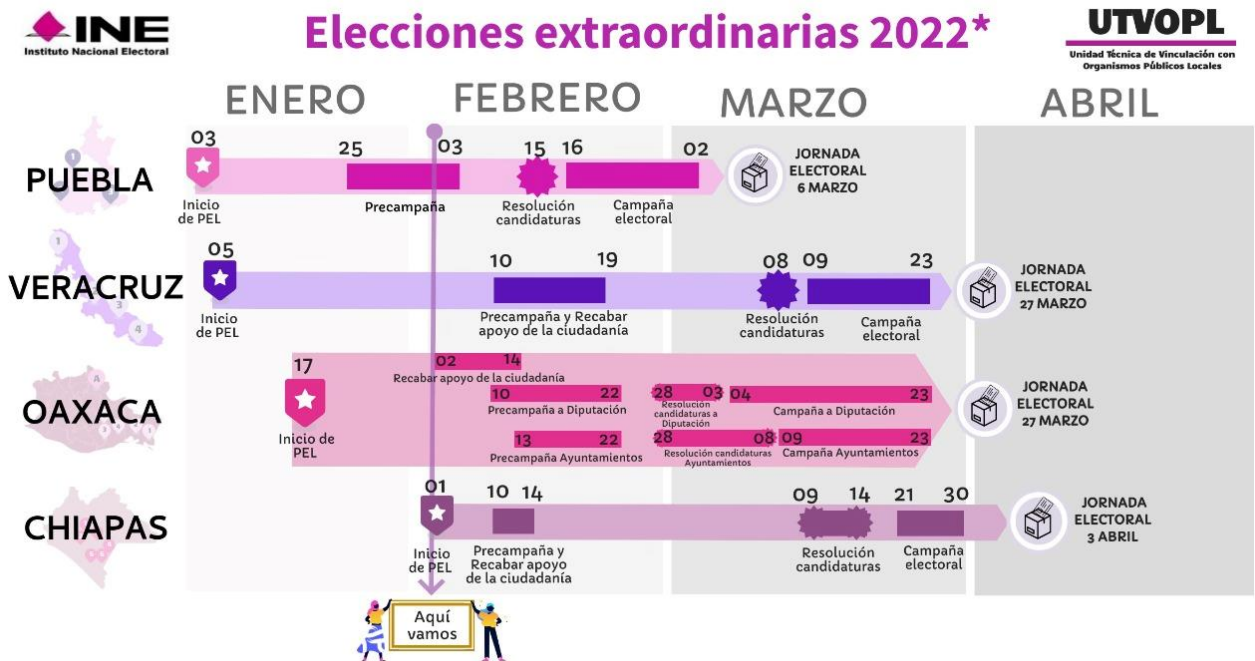 INE
Instituto Nacional Electoral
Elecciones extraordinarias 2022*
UTVOPL
Unidad Técnica de Vinculación con
Organismos Públicos Locales
ENERO
FEBRERO
MARZO
ABRIL
PUEBLA
1
03
Inicio
de PEL
25
03
Precampaña
15
Resolución
candidaturas
16
02
Campaña
electoral
JORNADA
ELECTORAL
6 MARZO
VERACRUZ
1
3
4
05
Inicio
de PEL
10
19
Precampaña y Recabar
apoyo de la ciudadanía
08
Resolución
candidaturas
09
23
Campaña
electoral
JORNADA
ELECTORAL
27 MARZO
OAXACA
17
Inicio de
PEL
02
14
Recabar apoyo de la ciudadanía
10
22
Precampaña a Diputación
28
03
Resolución
candidaturas a
Diputación
04
23
Campaña a Diputación
13
22
Precampaña Ayuntamientos
28
08
Resolución candidaturas
Ayuntamientos
09
23
Campaña Ayuntamientos
JORNADA
ELECTORAL
27 MARZO
CHIAPAS
01
Inicio
de PEL
10
14
Precampaña y
Recabar apoyo
de la ciudadanía
09
14
Resolución
candidaturas
21
30
Campaña
electoral
JORNADA
ELECTORAL
3 ABRIL
Aquí
vamos